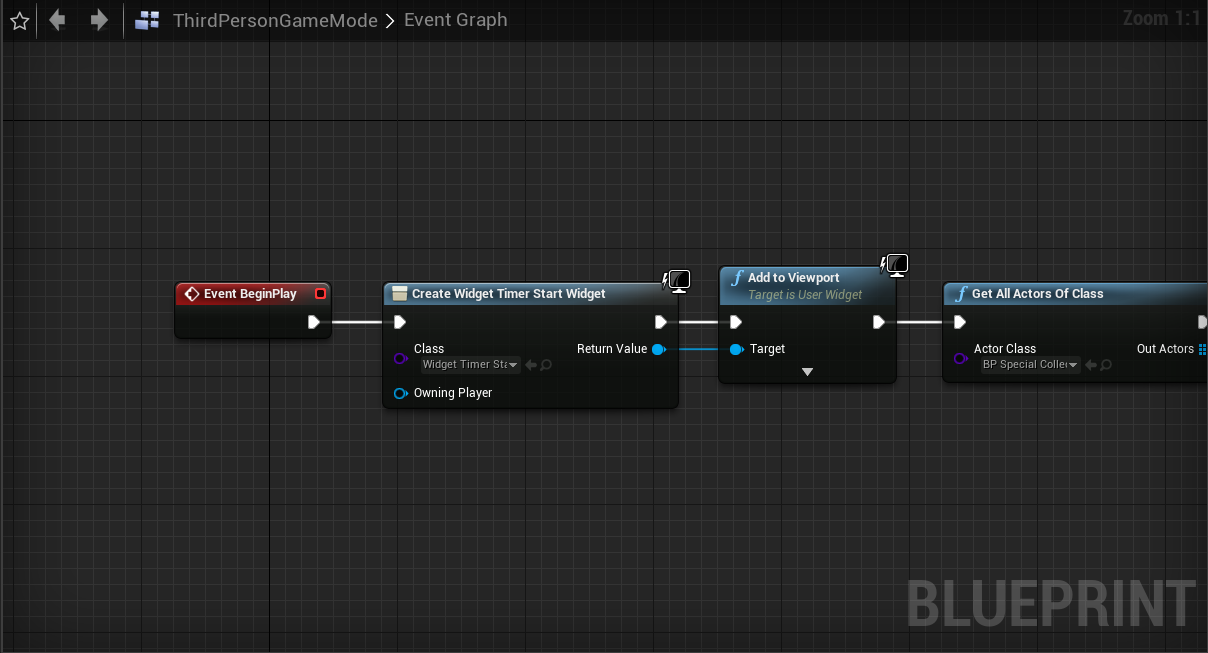 ThirdPersonGameMode > Event Graph
Zoom 1:1
Event BeginPlay
Create Widget Timer Start Widget
Class
Widget Timer Sta
Return Value
Owning Player
Add to Viewport
Target is User Widget
Target
Get All Actors Of Class
Actor Class
BP Special Collec
Out Actors
BLUEPRINT